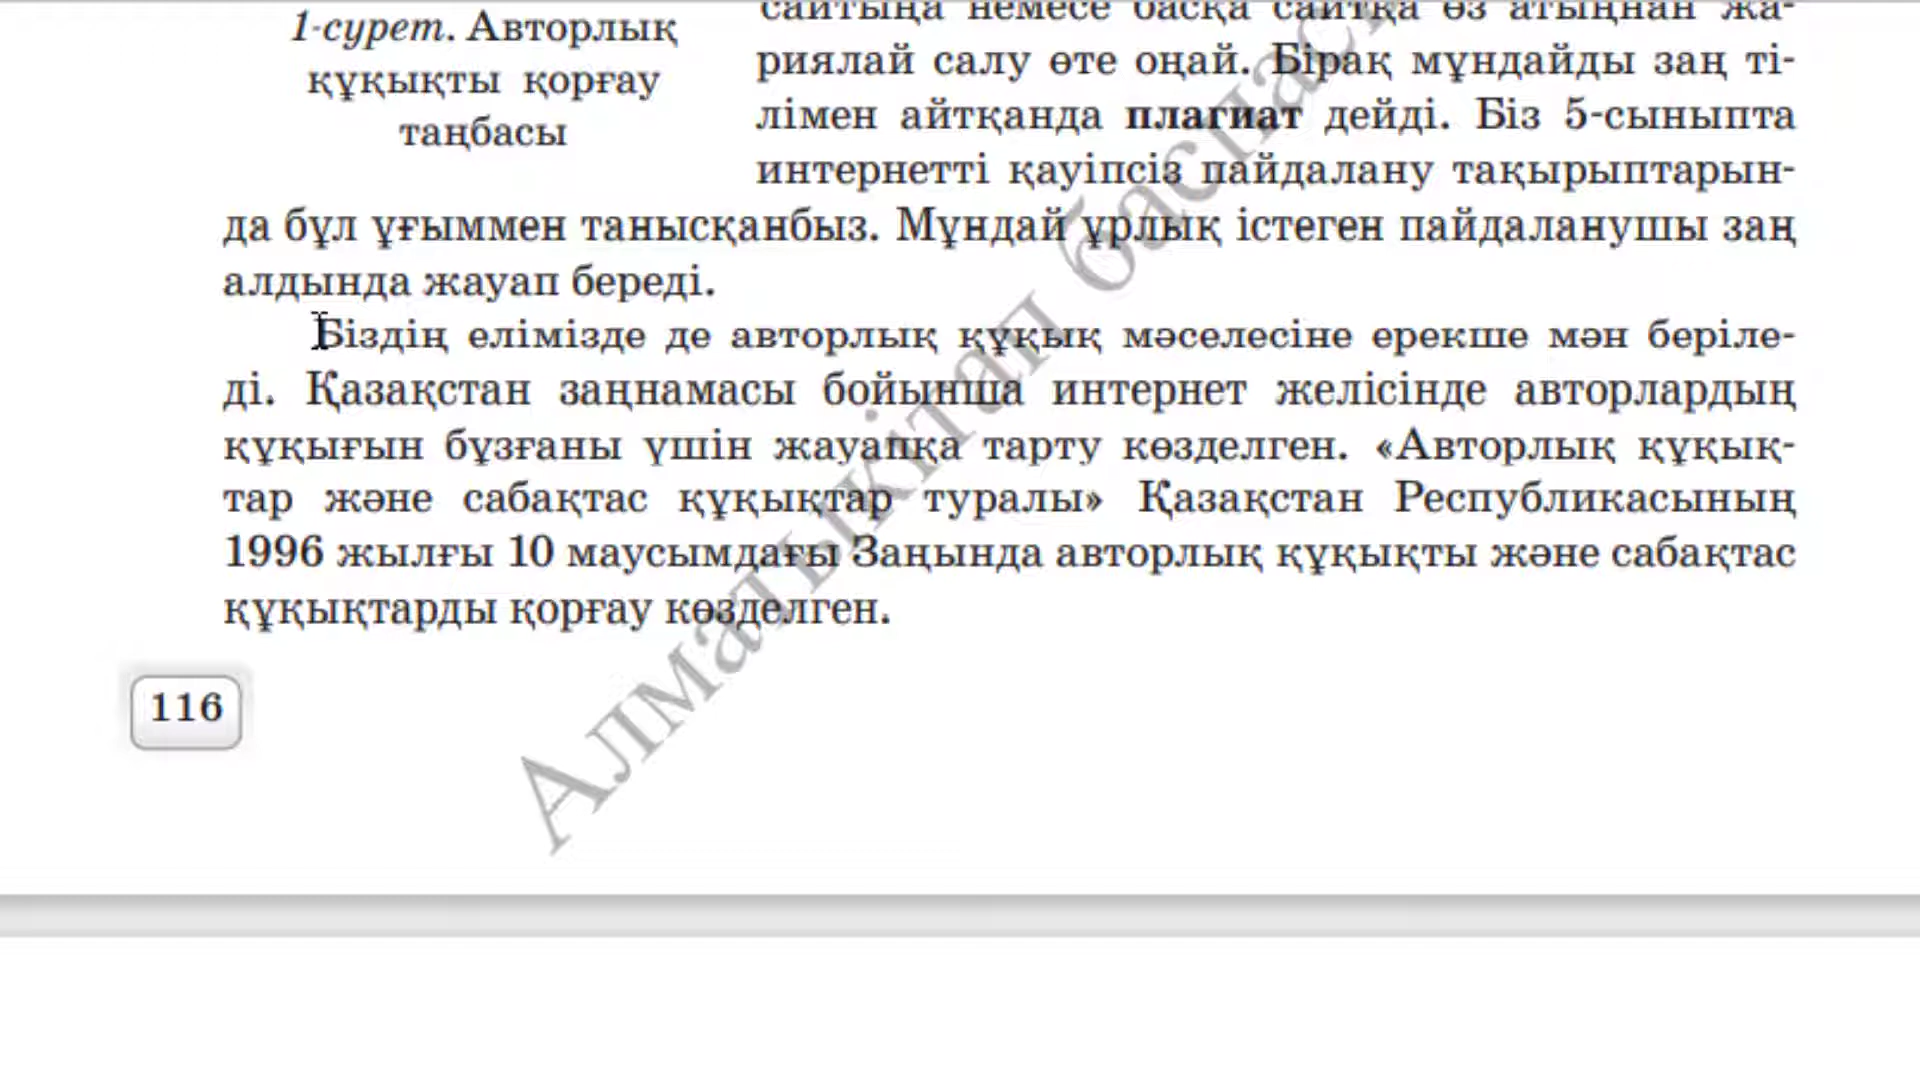 1-сурет. Авторлық
құқықты қорғау
таңбасы
сайтыңа немесе басқа сайтқа өз атыңнан жа-
риялай салу өте оңай. Бірақ мұндайды заң ті-
лімен айтқанда плагиат дейді. Біз 5-сыныпта
интернетті қауіпсіз пайдалану тақырыптарын-
да бұл ұғыммен танысқанбыз. Мұндай ұрлық істеген пайдаланушы заң
алдында жауап береді.
Біздің елімізде де авторлық құқық мәселесіне ерекше мән беріле-
ді. Қазақстан заңнамасы бойынша интернет желісінде авторлардың
құқығын бұзғаны үшін жауапқа тарту көзделген. «Авторлық құқық-
тар және сабақтас құқықтар туралы» Қазақстан Республикасының
1996 жылғы 10 маусымдағы Заңында авторлық құқықты және сабақтас
құқықтарды қорғау көзделген.
116
Алматыкітап